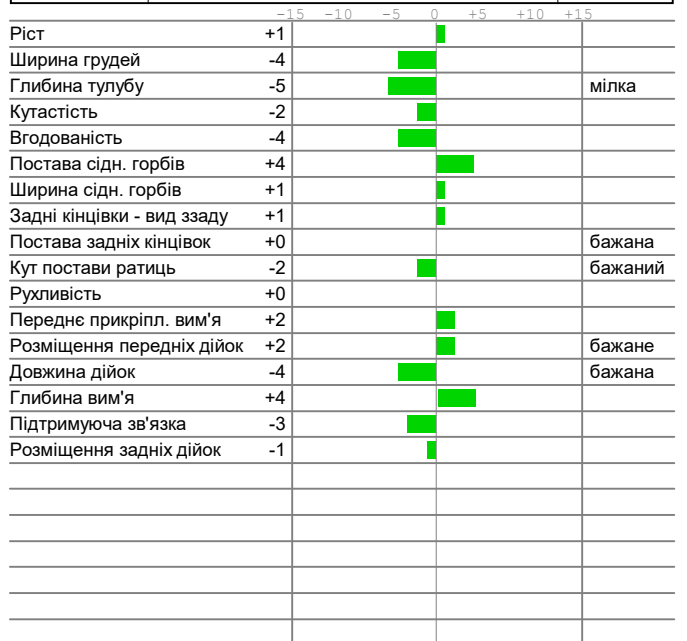 -15 -10 -5 0 +5 +10 +15
Ріст +1
Ширина грудей -4
Глибина тулубу -5 мілка
Кутастість -2
Вгодованість -4
Постава сідн. горбів +4
Ширина сідн. горбів +1
Задні кінцівки - вид ззаду +1
Постава задніх кінцівок +0 бажана
Кут постави ратиць -2 бажаний
Рухливість +0
Переднє прикріпл. вим'я +2
Розміщення передніх дійок +2 бажане
Довжина дійок -4 бажана
Глибина вим'я +4
Підтримуюча зв'язка -3
Розміщення задніх дійок -1